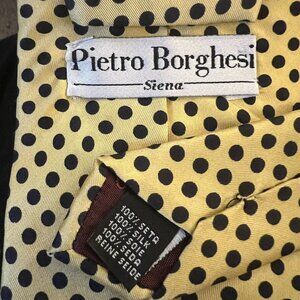 Pietro Borghesi
Siena
100% SETA
100% SILK
100% SOIE
100% SEDA
REINE SEIDE